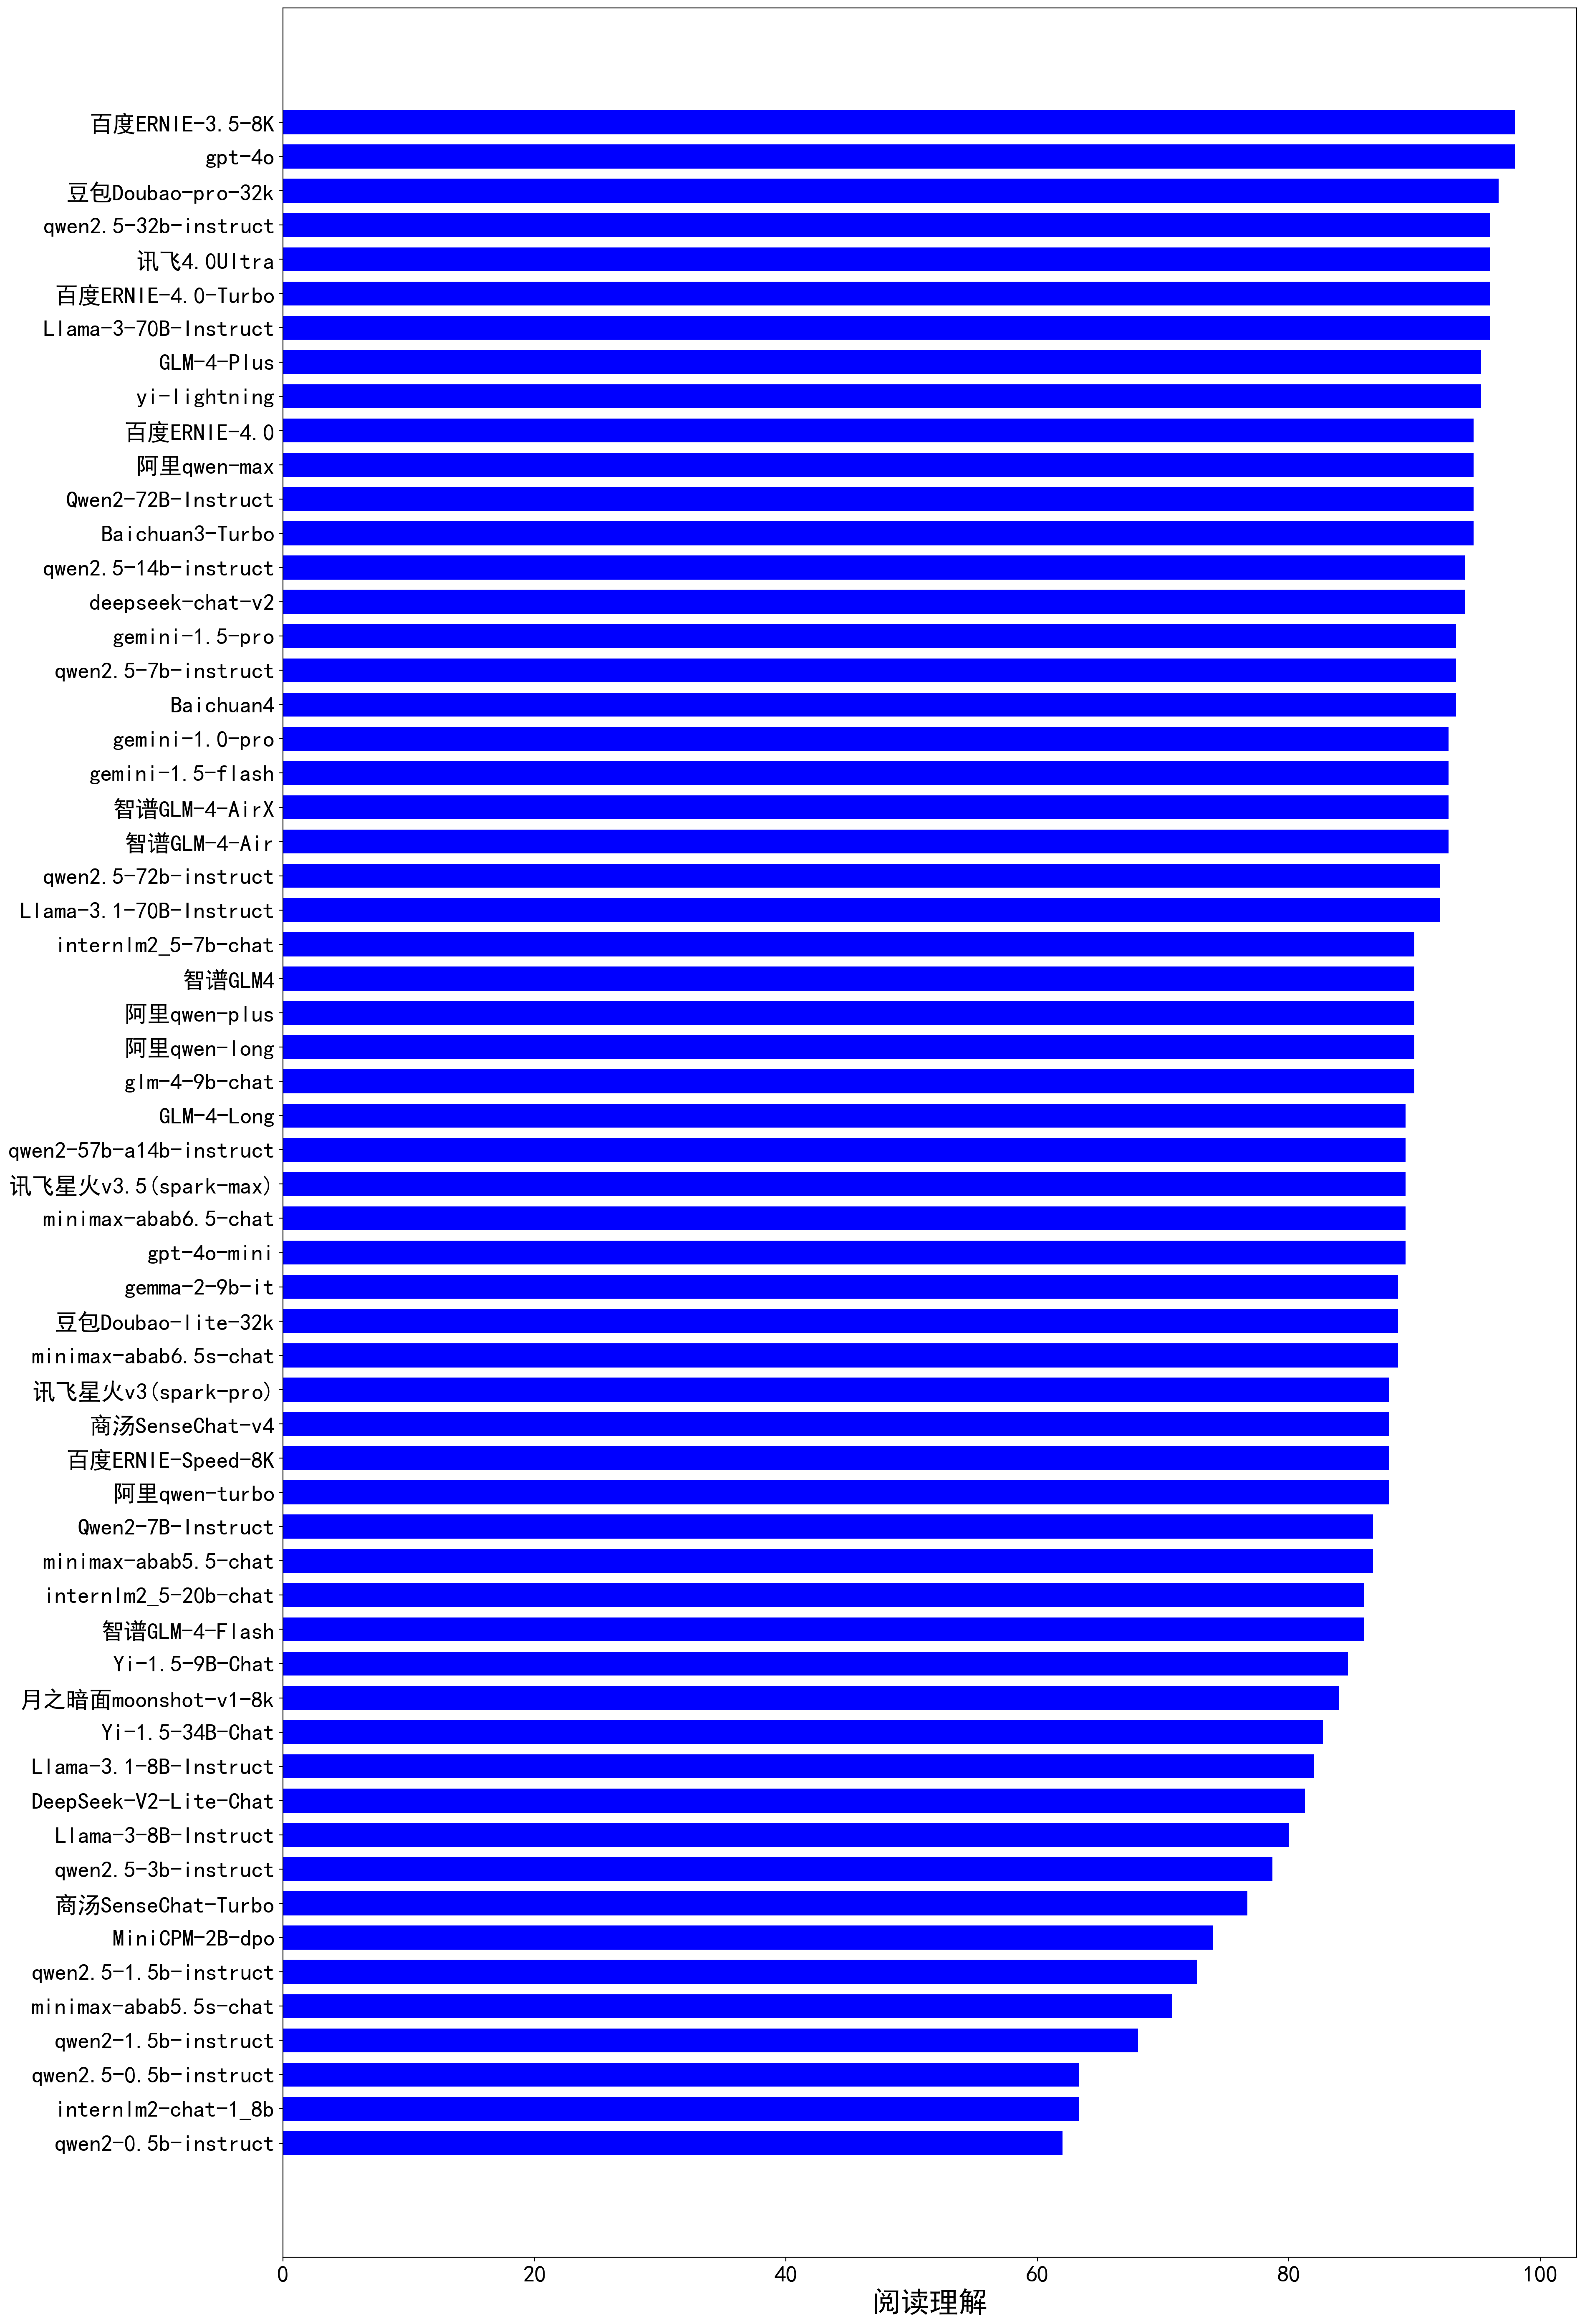 百度ERNIE-3.5-8K
gpt-4o
豆包Doubao-pro-32k
qwen2.5-32b-instruct
讯飞4.0Ultra
百度ERNIE-4.0-Turbo
Llama-3-70B-Instruct
GLM-4-Plus
yi-lightning
百度ERNIE-4.0
阿里qwen-max
Qwen2-72B-Instruct
Baichuan3-Turbo
qwen2.5-14b-instruct
deepseek-chat-v2
gemini-1.5-pro
qwen2.5-7b-instruct
Baichuan4
gemini-1.0-pro
gemini-1.5-flash
智谱GLM-4-AirX
智谱GLM-4-Air
qwen2.5-72b-instruct
Llama-3.1-70B-Instruct
internlm2_5-7b-chat
智谱GLM4
阿里qwen-plus
阿里qwen-long
glm-4-9b-chat
GLM-4-Long
qwen2-57b-a14b-instruct
讯飞星火v3.5(spark-max)
minimax-abab6.5-chat
gpt-4o-mini
gemma-2-9b-it
豆包Doubao-lite-32k
minimax-abab6.5s-chat
讯飞星火v3(spark-pro)
商汤SenseChat-v4
百度ERNIE-Speed-8K
阿里qwen-turbo
Qwen2-7B-Instruct
minimax-abab5.5-chat
internlm2_5-20b-chat
智谱GLM-4-Flash
Yi-1.5-9B-Chat
月之暗面moonshot-v1-8k
Yi-1.5-34B-Chat
Llama-3.1-8B-Instruct
DeepSeek-V2-Lite-Chat
Llama-3-8B-Instruct
qwen2.5-3b-instruct
商汤SenseChat-Turbo
MiniCPM-2B-dpo
qwen2.5-1.5b-instruct
minimax-abab5.5s-chat
qwen2-1.5b-instruct
qwen2.5-0.5b-instruct
internlm2-chat-1_8b
qwen2-0.5b-instruct
0 20 40 60 80 100
阅读理解